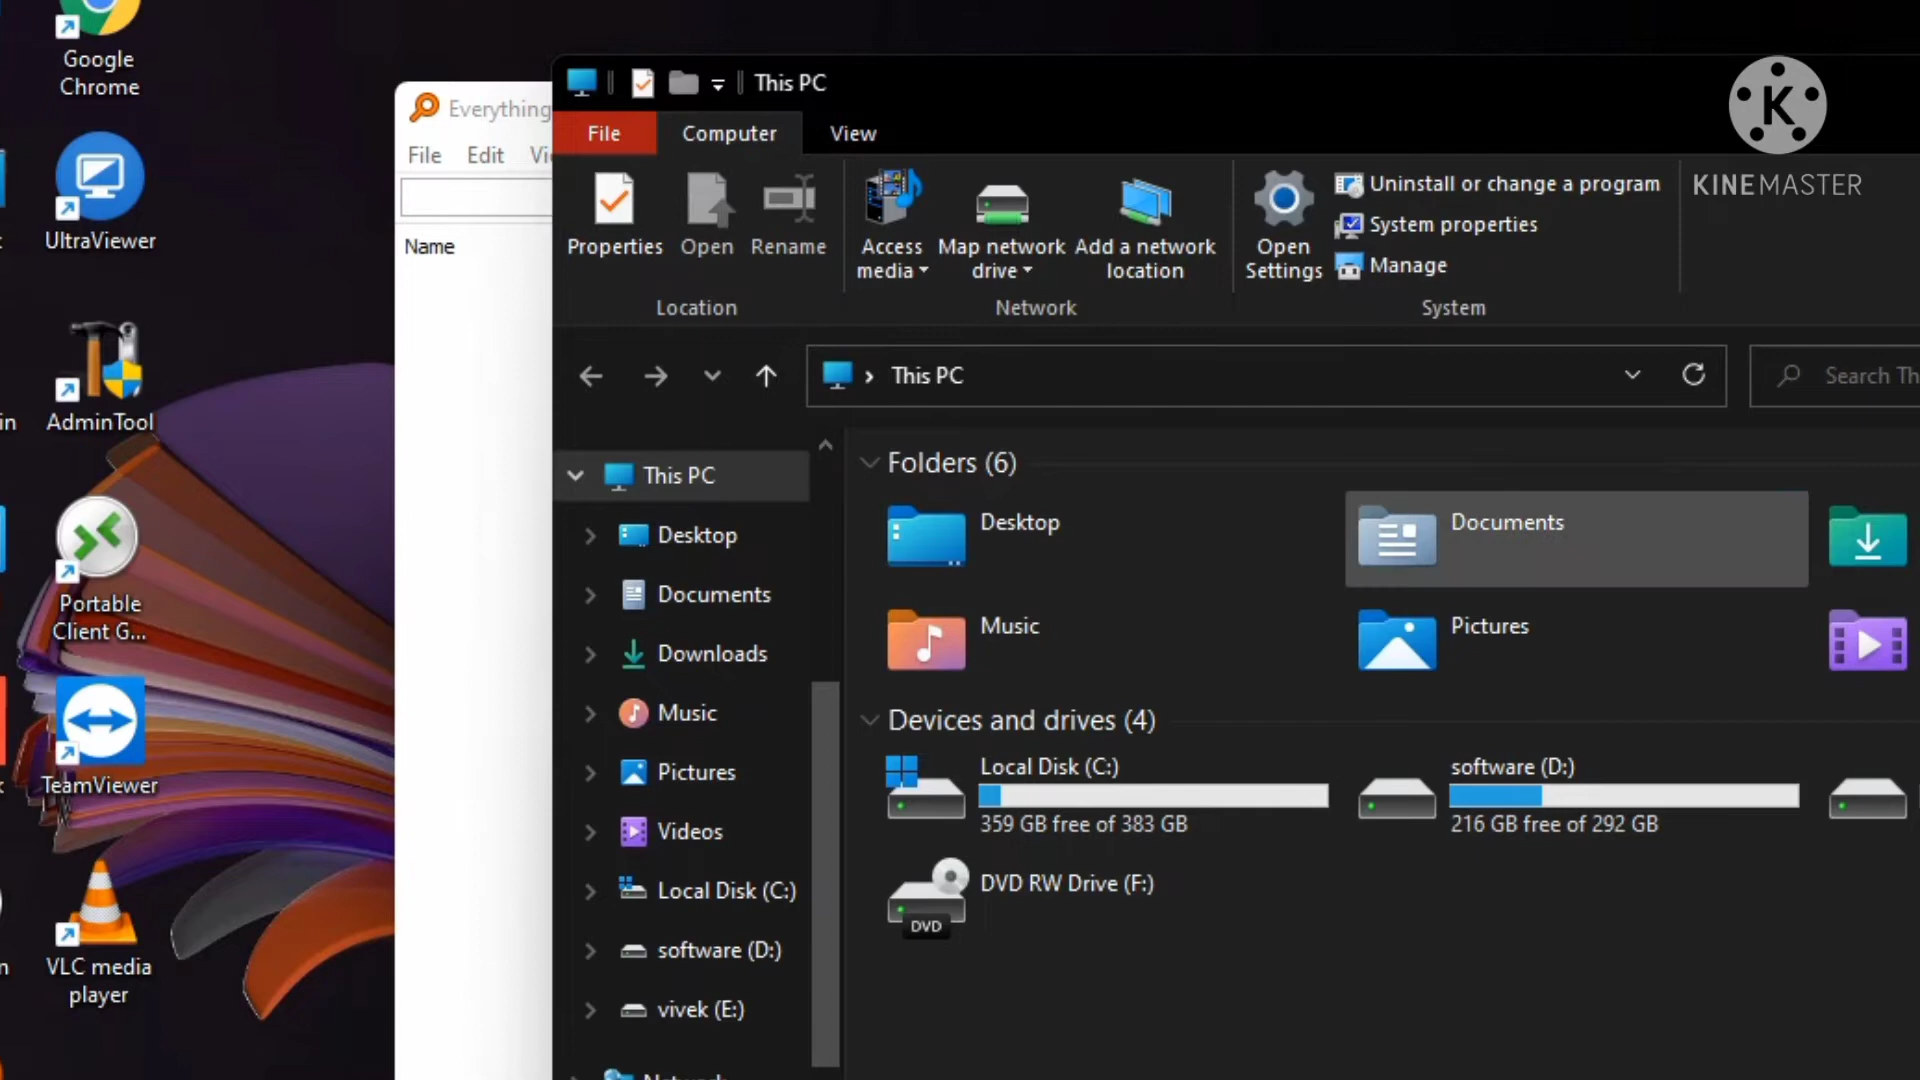 Google
Chrome
UltraViewer
AdminTool
Portable
Client G...
TeamViewer
VLC media
player
Everything
File Edit
Name
This PC
File Computer View
Properties Open Rename
Location
Access
media
Map network
drive
Add a network
location
Network
Open
Settings
Uninstall or change a program
System properties
Manage
System
K
KINEMASTER
This PC
Search Th
This PC
Desktop
Documents
Downloads
Music
Pictures
Videos
Local Disk (C:)
software (D:)
vivek (E:)
Folders (6)
Desktop
Documents
Music
Pictures
Devices and drives (4)
Local Disk (C:)
359 GB free of 383 GB
software (D:)
216 GB free of 292 GB
DVD RW Drive (F:)
DVD